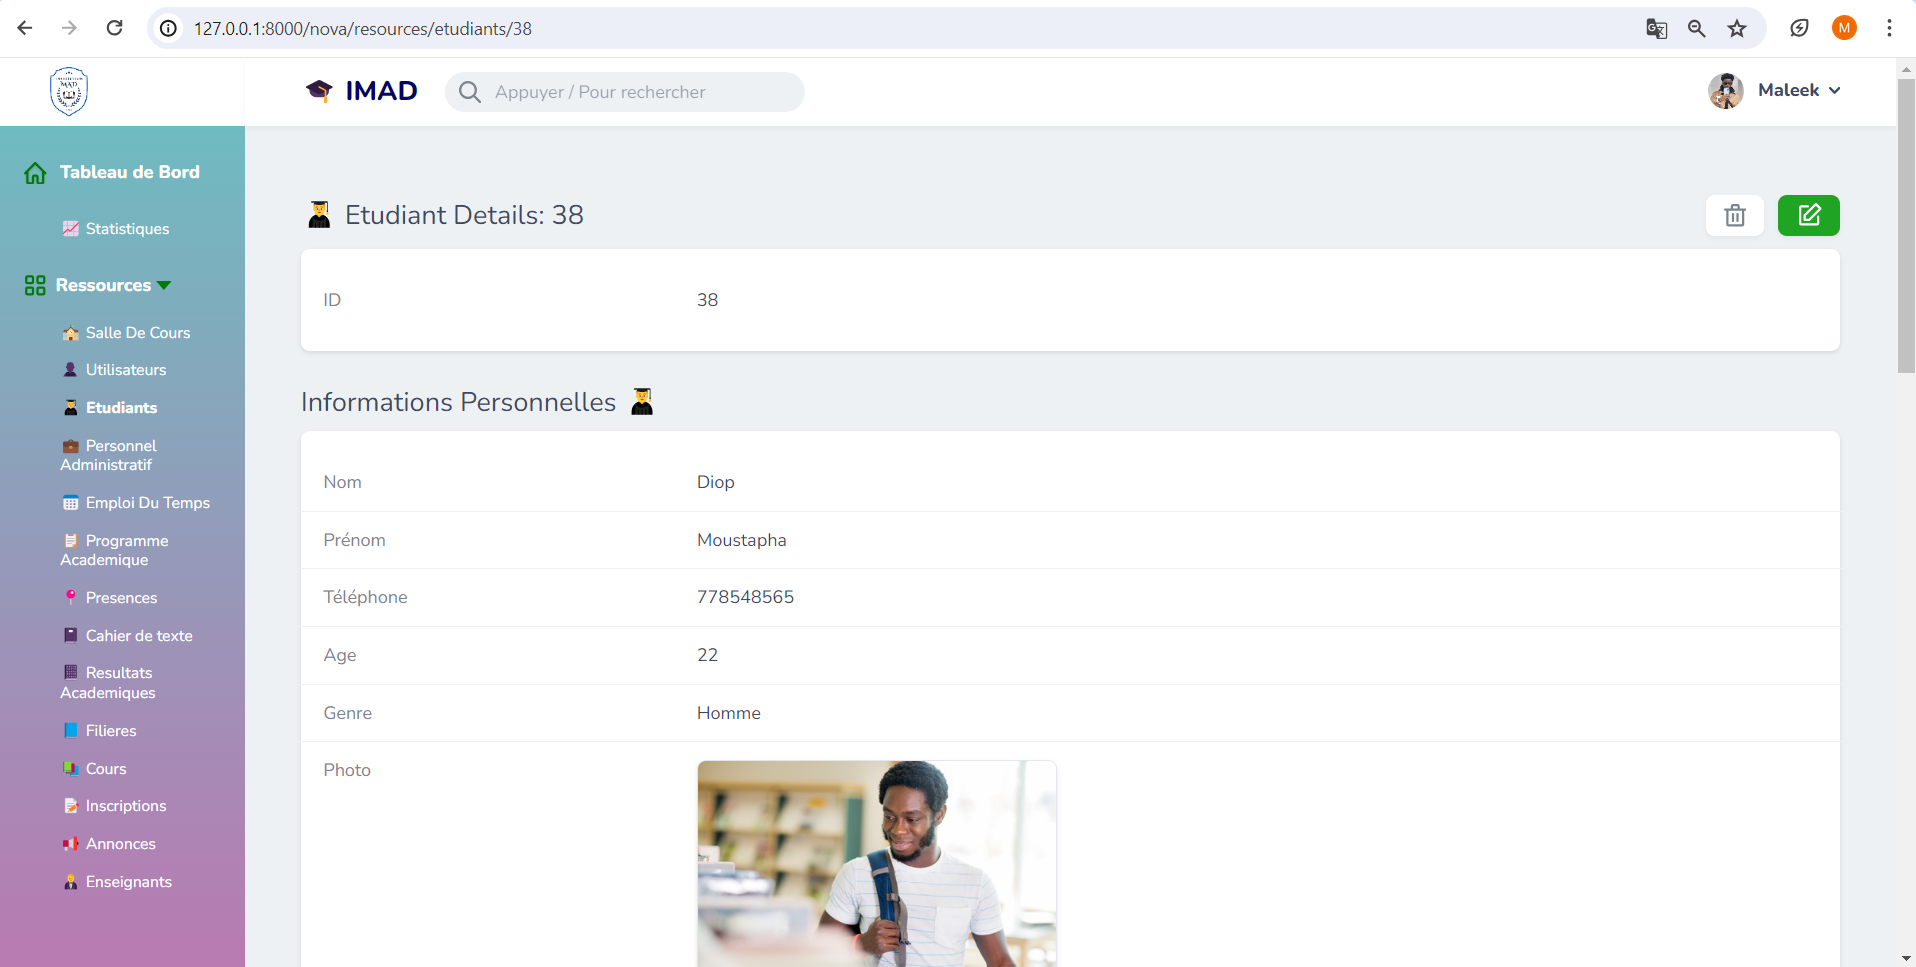 127.0.0.1:8000/nova/resources/etudiants/38
M
IMAD
Appuyer / Pour rechercher
Maleek
Tableau de Bord
Statistiques
Ressources
Salle De Cours
Utilisateurs
Etudiants
Personnel
Administratif
Emploi Du Temps
Programme
Academique
Presences
Cahier de texte
Resultats
Academiques
Filieres
Cours
Inscriptions
Annonces
Enseignants
Etudiant Details: 38
ID 38
Informations Personnelles
Nom Diop
Prénom Moustapha
Téléphone 778548565
Age 22
Genre Homme
Photo